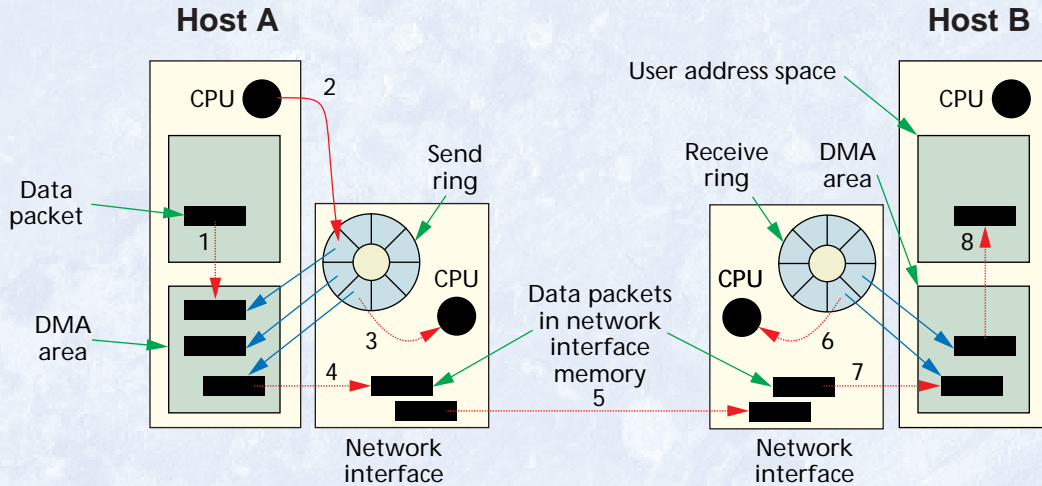 Host A
Host B
CPU
2
User address space
CPU
Data
packet
Send
ring
Receive
ring
DMA
area
1
8
DMA
area
CPU
3
Data packets
in network
interface
memory
CPU
6
4
5
7
Network
interface
Network
interface